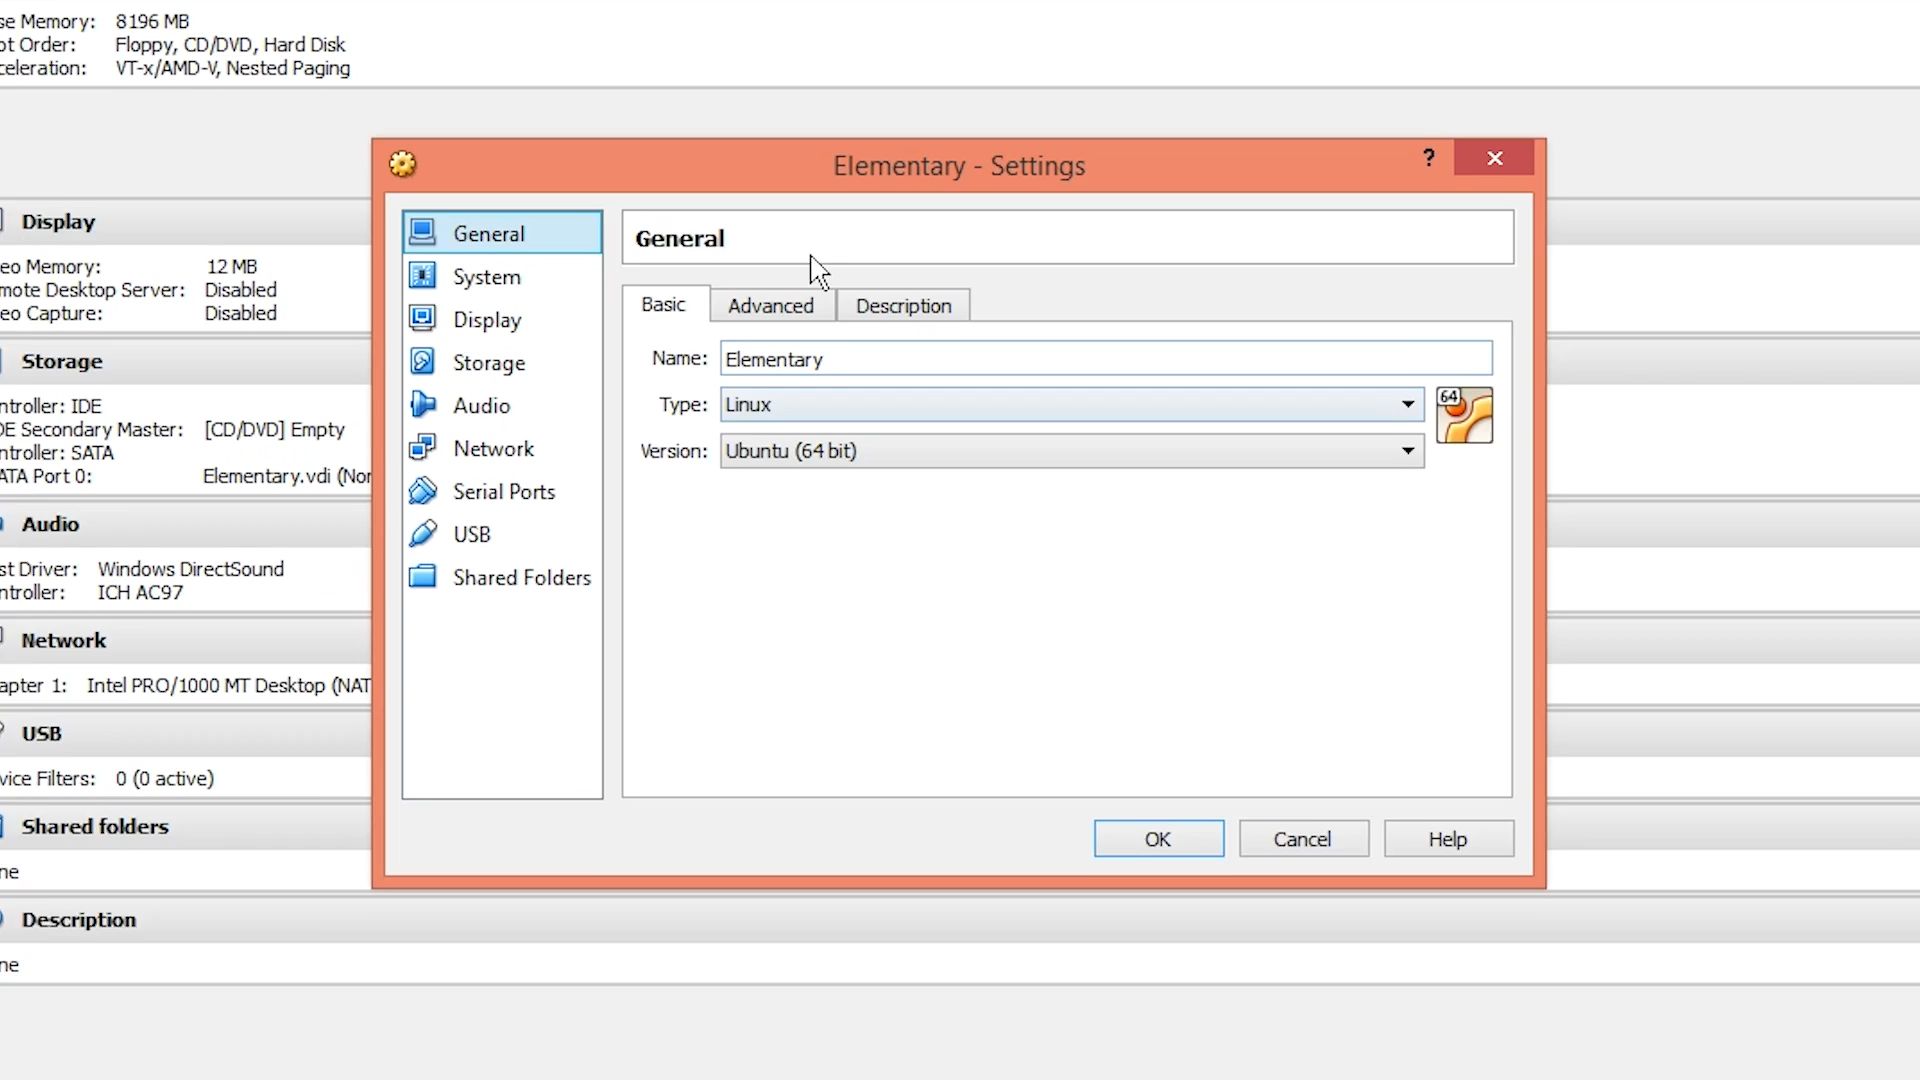 se Memory: 8196 MB
ot Order: Floppy, CD/DVD, Hard Disk
celeration: VT-x/AMD-V, Nested Paging
Elementary - Settings
?
Display
eo Memory: 12 MB
mote Desktop Server: Disabled
eo Capture: Disabled
Storage
ntroller: IDE
DE Secondary Master: [CD/DVD] Empty
ntroller: SATA
ATA Port 0: Elementary.vdi (Nor
Audio
st Driver: Windows DirectSound
ntroller: ICH AC97
Network
apter 1: Intel PRO/1000 MT Desktop (NAT
USB
vice Filters: 0 (0 active)
Shared folders
ne
Description
ne
General
System
Display
Storage
Audio
Network
Serial Ports
USB
Shared Folders
General
Basic Advanced Description
Name: Elementary
Type: Linux
64
Version: Ubuntu (64 bit)
OK Cancel Help